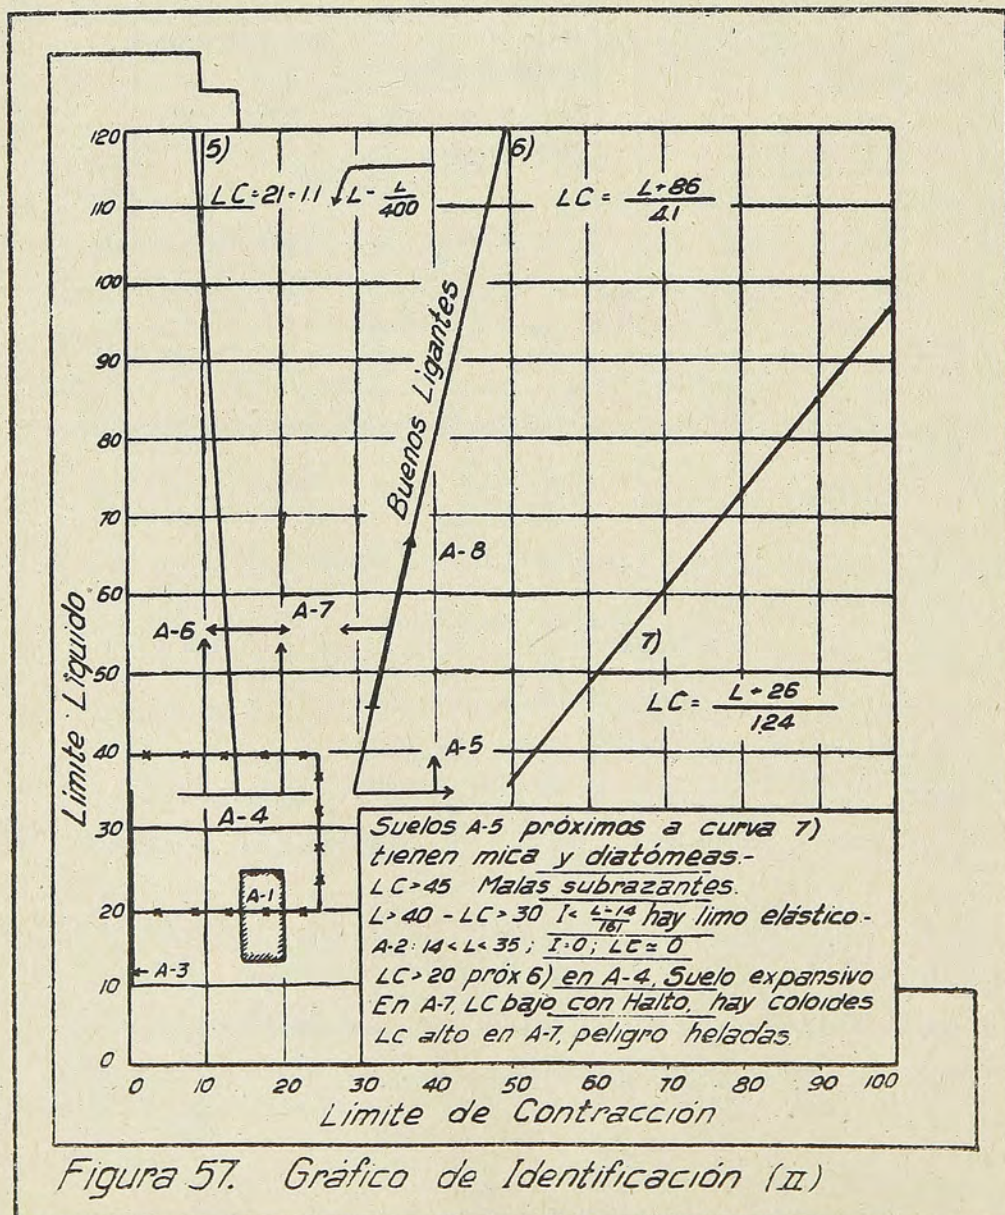 120
110
100
90
80
70
60
50
40
30
20
10
0
Límite Líquido
5)
LC=21-1.1 √L - L/400
6)
LC= L+86 / 4.1
Buenos Ligantes
A-8
A-7
A-6
7)
LC= L+26 / 1.24
A-5
A-4
A-1
A-3
Suelos A-5 próximos a curva 7)
tienen mica y diatómeas.-
LC>45 Malas subrazantes.
L>40 - LC>30 I< L-14/161 hay limo elástico.-
A-2: 14<L<35; I=0; LC≃0
LC>20 próx 6) en A-4, Suelo expansivo
En A-7, LC bajo con I alto, hay coloides
LC alto en A-7, peligro heladas.
0 10 20 30 40 50 60 70 80 90 100
Límite de Contracción
Figura 57. Gráfico de Identificación (II)